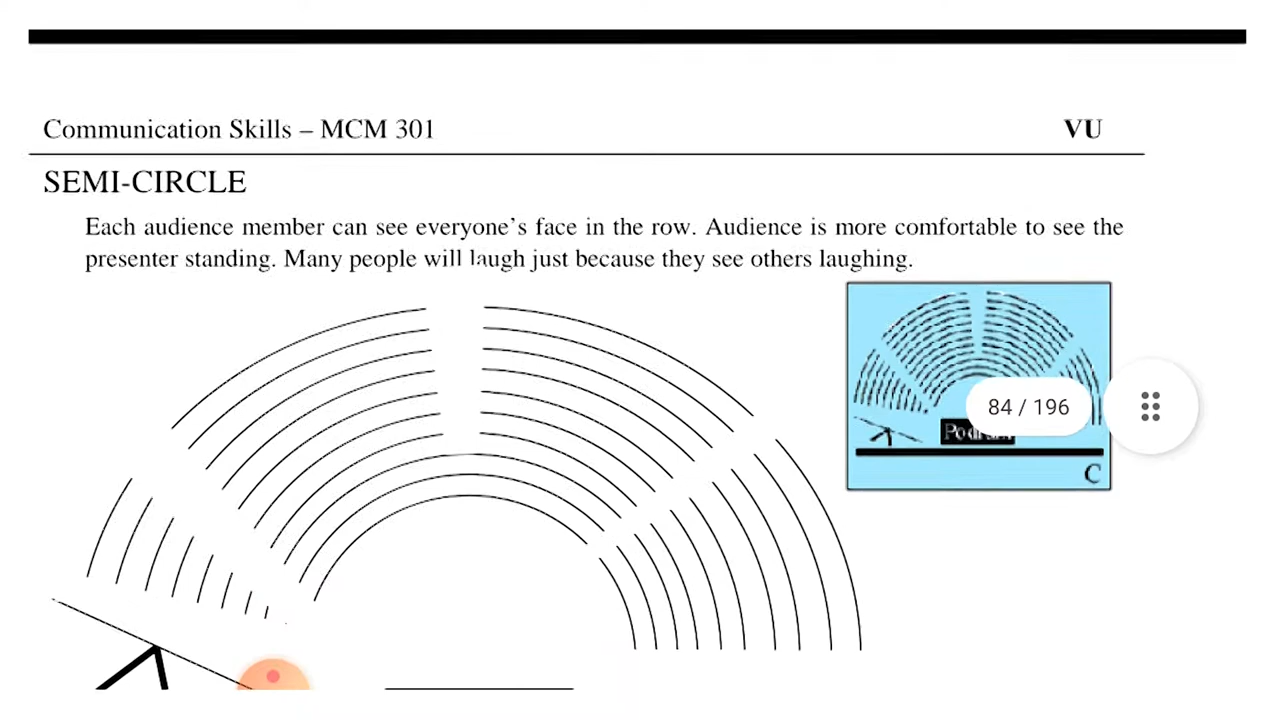 Communication Skills – MCM 301 VU
SEMI-CIRCLE
Each audience member can see everyone’s face in the row. Audience is more comfortable to see the
presenter standing. Many people will laugh just because they see others laughing.
84 / 196
C